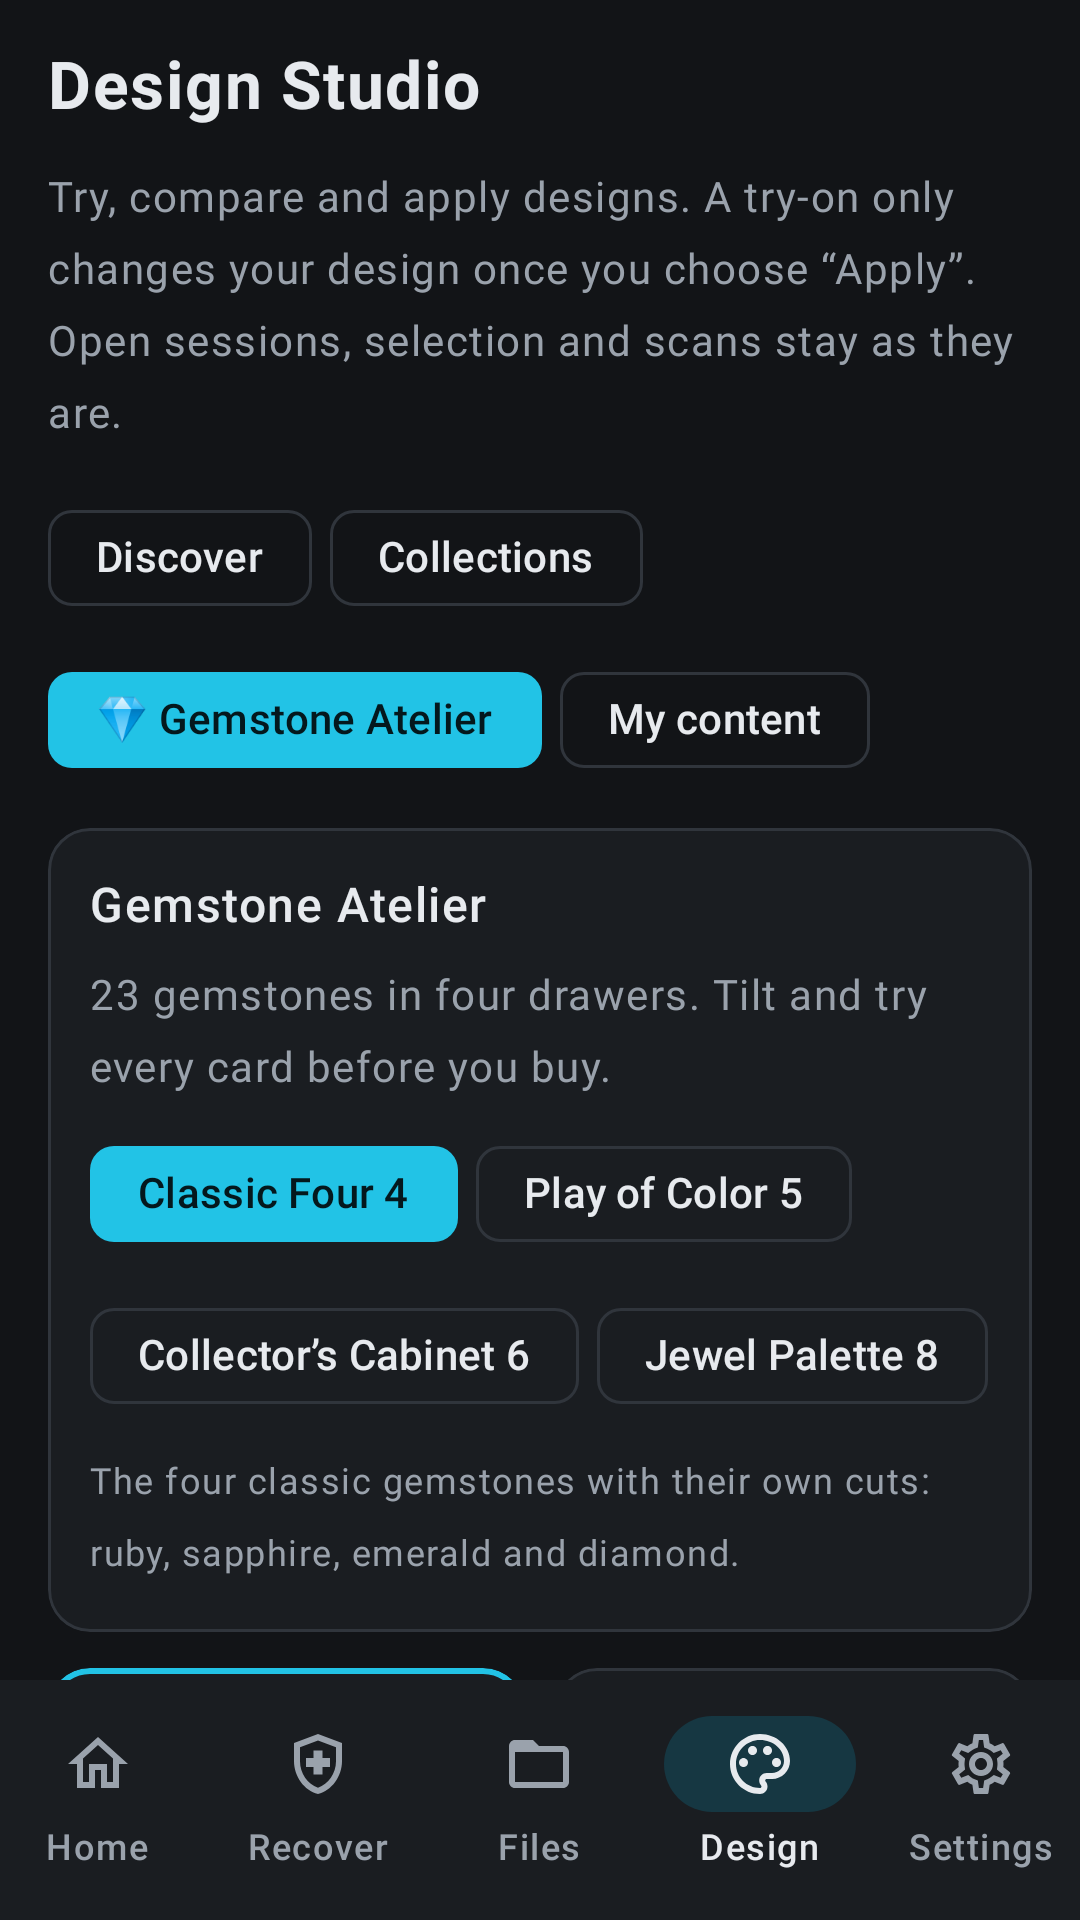 Design Studio
Try, compare and apply designs. A try-on only
changes your design once you choose “Apply”.
Open sessions, selection and scans stay as they
are.
Discover
Collections
Gemstone Atelier
My content
Gemstone Atelier
23 gemstones in four drawers. Tilt and try
every card before you buy.
Classic Four 4
Play of Color 5
Collector’s Cabinet 6
Jewel Palette 8
The four classic gemstones with their own cuts:
ruby, sapphire, emerald and diamond.
Home
Recover
Files
Design
Settings